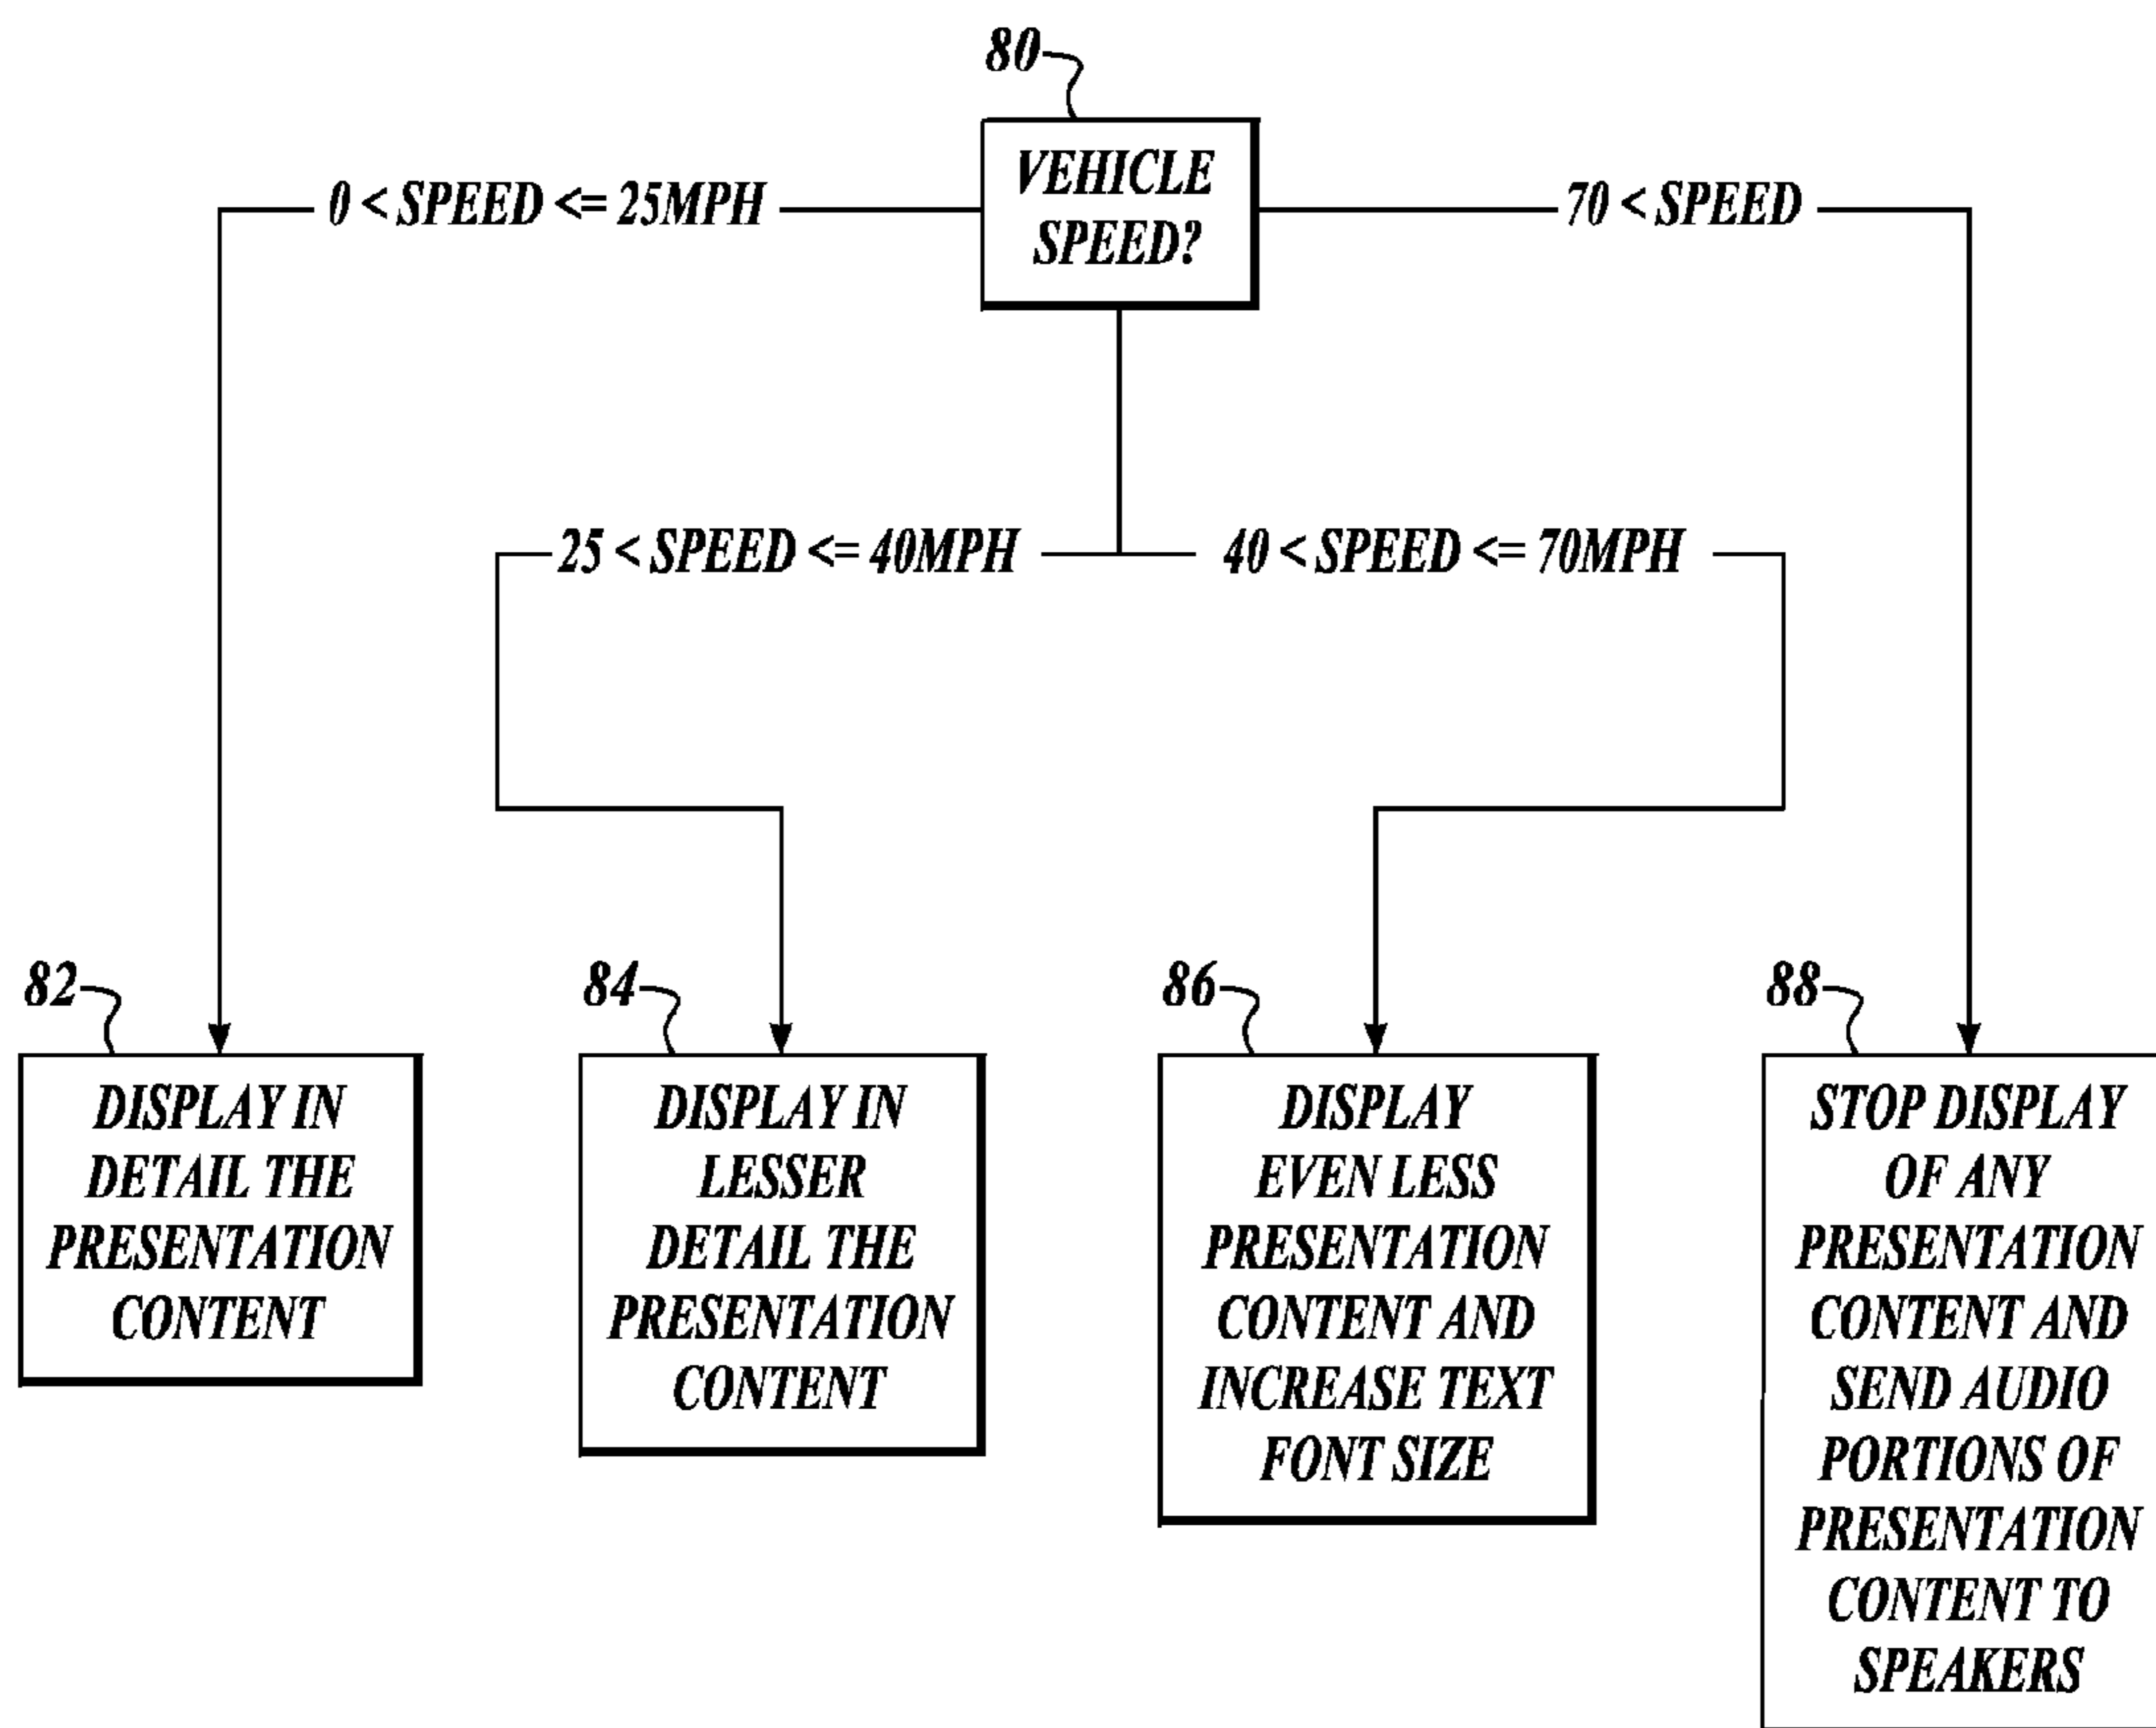 80
VEHICLE
SPEED?
0 < SPEED <= 25MPH
70 < SPEED
25 < SPEED <= 40MPH
40 < SPEED <= 70MPH
82
DISPLAY IN
DETAIL THE
PRESENTATION
CONTENT
84
DISPLAY IN
LESSER
DETAIL THE
PRESENTATION
CONTENT
86
DISPLAY
EVEN LESS
PRESENTATION
CONTENT AND
INCREASE TEXT
FONT SIZE
88
STOP DISPLAY
OF ANY
PRESENTATION
CONTENT AND
SEND AUDIO
PORTIONS OF
PRESENTATION
CONTENT TO
SPEAKERS